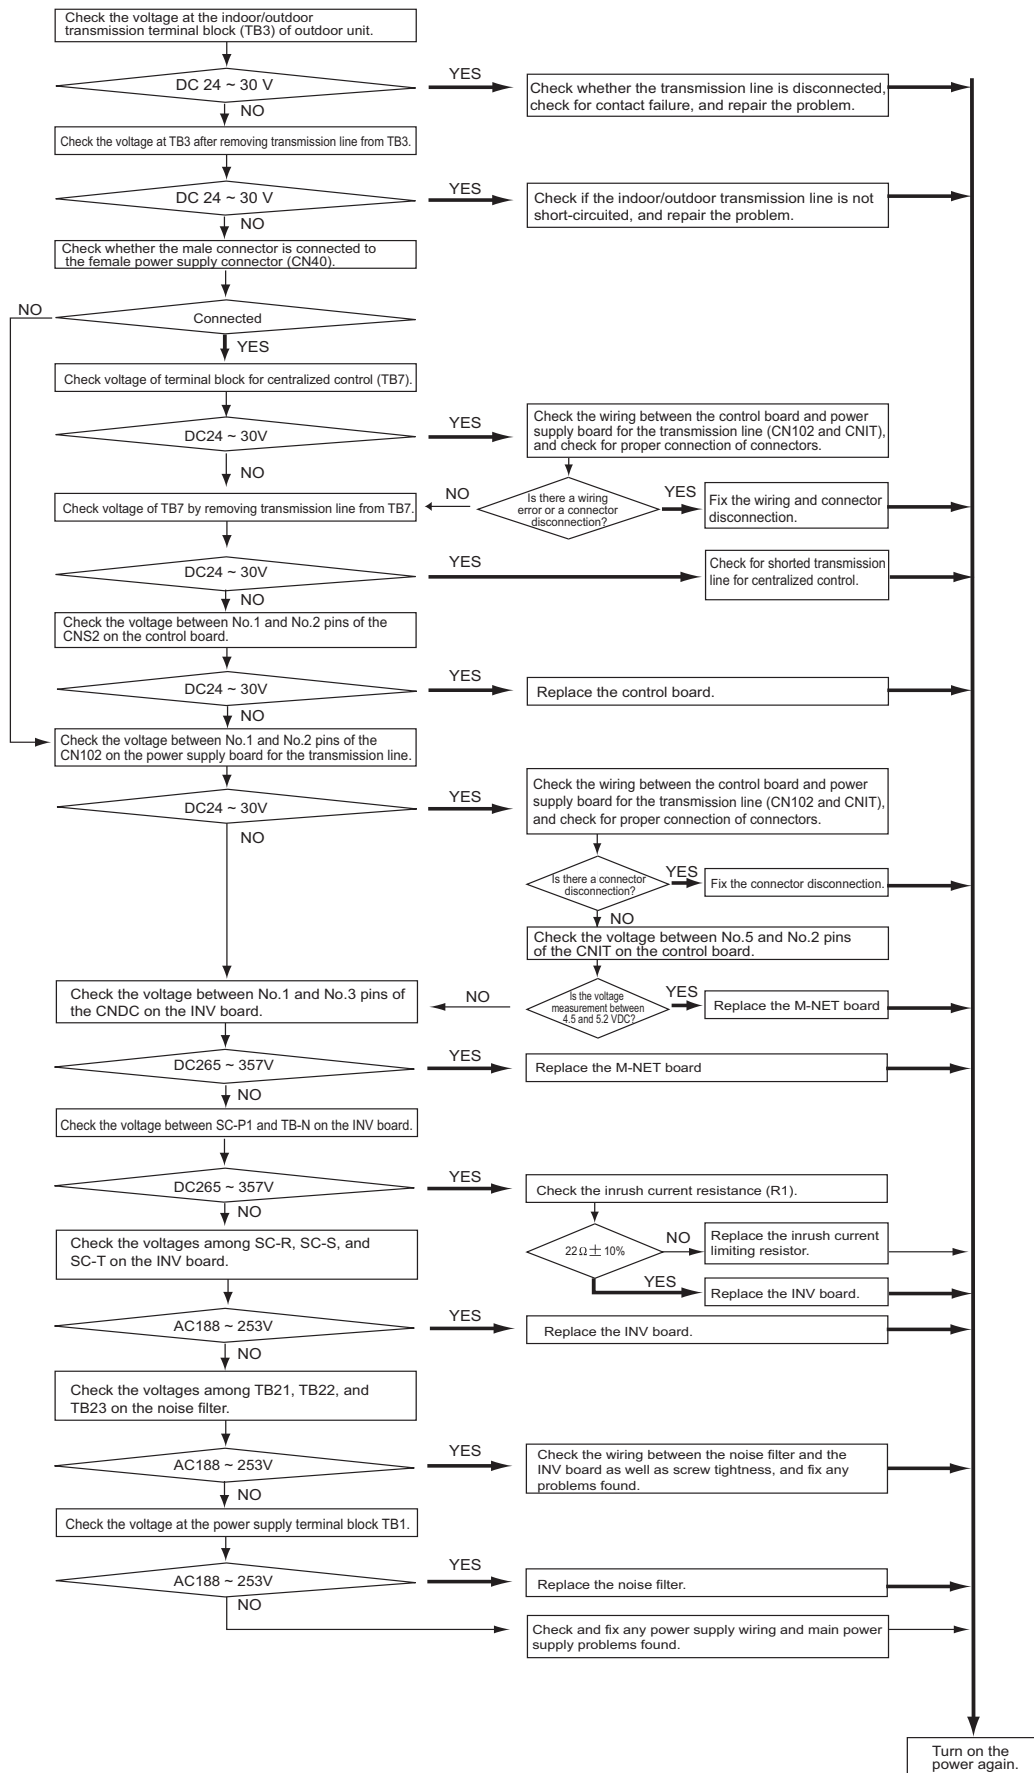 Check the voltage at the indoor/outdoor
transmission terminal block (TB3) of outdoor unit.
DC 24 ~ 30 V
YES
Check whether the transmission line is disconnected,
check for contact failure, and repair the problem.
NO
Check the voltage at TB3 after removing transmission line from TB3.
DC 24 ~ 30 V
YES
Check if the indoor/outdoor transmission line is not
short-circuited, and repair the problem.
NO
Check whether the male connector is connected to
the female power supply connector (CN40).
NO
Connected
YES
Check voltage of terminal block for centralized control (TB7).
DC24 ~ 30V
YES
Check the wiring between the control board and power
supply board for the transmission line (CN102 and CNIT),
and check for proper connection of connectors.
NO
Is there a wiring
error or a connector
disconnection?
NO
YES
Fix the wiring and connector
disconnection.
Check voltage of TB7 by removing transmission line from TB7.
DC24 ~ 30V
YES
Check for shorted transmission
line for centralized control.
NO
Check the voltage between No.1 and No.2 pins of the
CNS2 on the control board.
DC24 ~ 30V
YES
Replace the control board.
NO
Check the voltage between No.1 and No.2 pins of the
CN102 on the power supply board for the transmission line.
DC24 ~ 30V
YES
Check the wiring between the control board and power
supply board for the transmission line (CN102 and CNIT),
and check for proper connection of connectors.
NO
Is there a connector
disconnection?
YES
Fix the connector disconnection.
NO
Check the voltage between No.5 and No.2 pins
of the CNIT on the control board.
Is the voltage
measurement between
4.5 and 5.2 VDC?
YES
Replace the M-NET board
NO
Check the voltage between No.1 and No.3 pins of
the CNDC on the INV board.
DC265 ~ 357V
YES
Replace the M-NET board
NO
Check the voltage between SC-P1 and TB-N on the INV board.
DC265 ~ 357V
YES
Check the inrush current resistance (R1).
NO
22 Ω ± 10%
NO
Replace the inrush current
limiting resistor.
YES
Replace the INV board.
Check the voltages among SC-R, SC-S, and
SC-T on the INV board.
AC188 ~ 253V
YES
Replace the INV board.
NO
Check the voltages among TB21, TB22, and
TB23 on the noise filter.
AC188 ~ 253V
YES
Check the wiring between the noise filter and the
INV board as well as screw tightness, and fix any
problems found.
NO
Check the voltage at the power supply terminal block TB1.
AC188 ~ 253V
YES
Replace the noise filter.
NO
Check and fix any power supply wiring and main power
supply problems found.
Turn on the
power again.